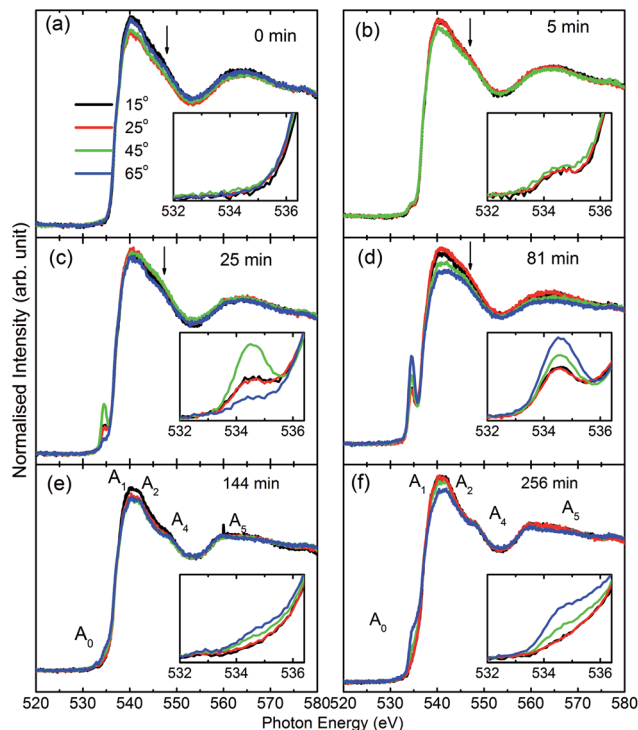 (a) 0 min
15°
25°
45°
65°
532 534 536
(b) 5 min
532 534 536
(c) 25 min
532 534 536
(d) 81 min
532 534 536
(e) 144 min
A0 A1 A2 A4 A5
532 534 536
(f) 256 min
A0 A1 A2 A4 A5
532 534 536
520 530 540 550 560 570 580 530 540 550 560 570 580
Normalised Intensity (arb. unit)
Photon Energy (eV)